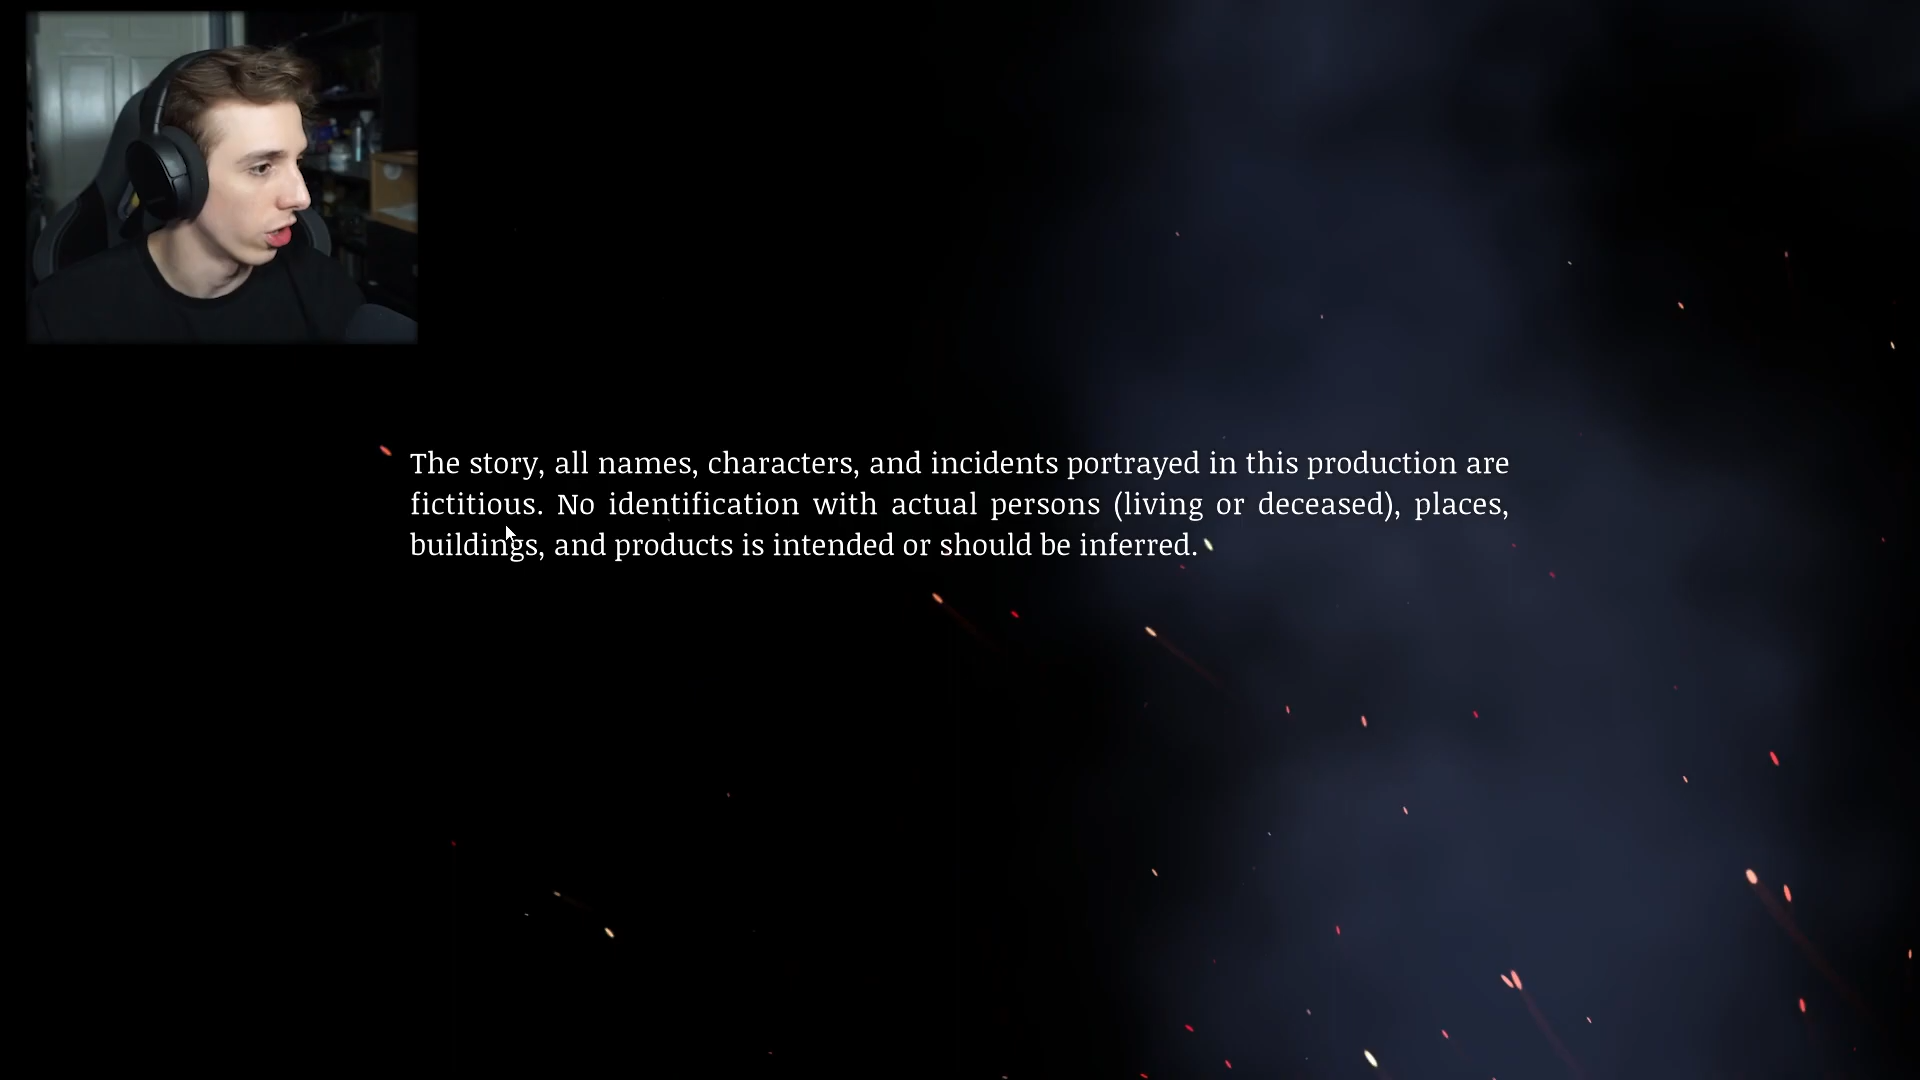 The story, all names, characters, and incidents portrayed in this production are
fictitious. No identification with actual persons (living or deceased), places,
buildings, and products is intended or should be inferred.